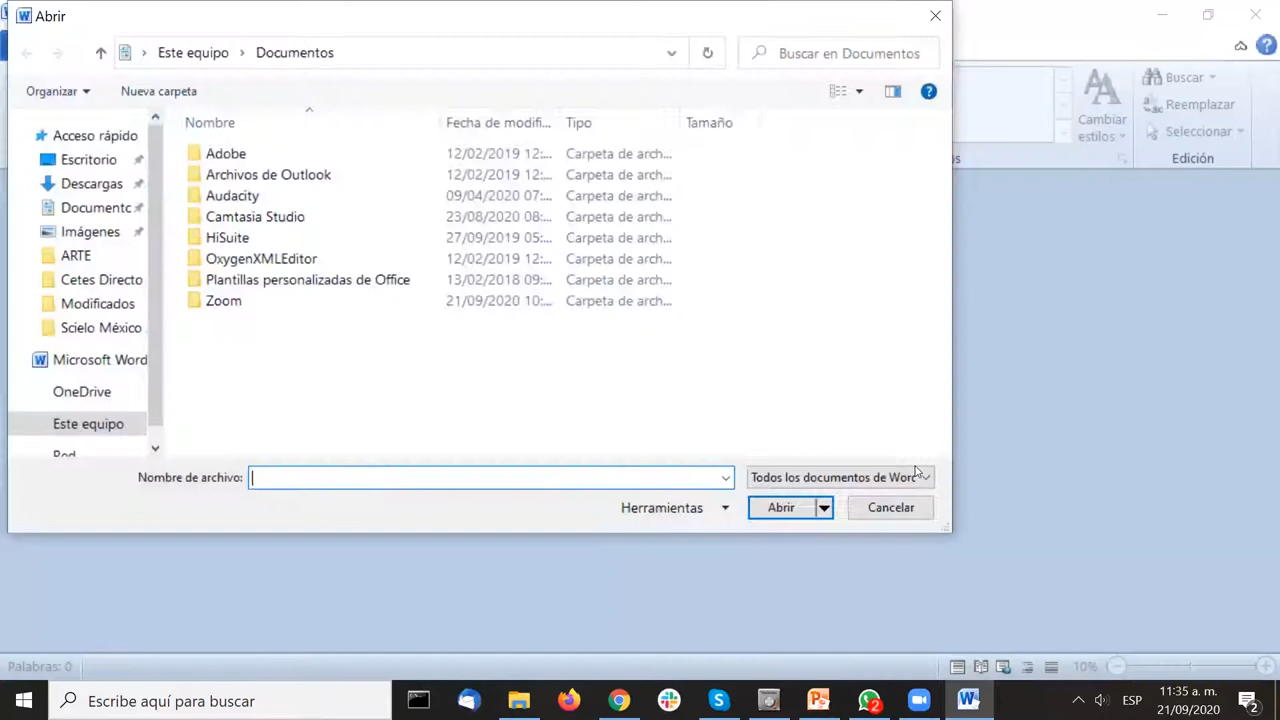 Abrir
Este equipo
Documentos
Buscar en Documentos
Organizar
Nueva carpeta
Nombre
Fecha de modifi...
Tipo
Tamaño
Acceso rápido
Escritorio
Descargas
Documentc
Imágenes
ARTE
Cetes Directo
Modificados
Scielo México
Microsoft Word
OneDrive
Este equipo
Red
Adobe 12/02/2019 12:... Carpeta de arch...
Archivos de Outlook 12/02/2019 12:... Carpeta de arch...
Audacity 09/04/2020 07:... Carpeta de arch...
Camtasia Studio 23/08/2020 08:... Carpeta de arch...
HiSuite 27/09/2019 05:... Carpeta de arch...
OxygenXMLEditor 12/02/2019 12:... Carpeta de arch...
Plantillas personalizadas de Office 13/02/2018 09:... Carpeta de arch...
Zoom 21/09/2020 10:... Carpeta de arch...
Nombre de archivo:
Todos los documentos de Word
Herramientas
Abrir
Cancelar
Cambiar
estilos
Buscar
Reemplazar
Seleccionar
os
Edición
Palabras: 0
10%
Escribe aquí para buscar
2
ESP
11:35 a. m.
21/09/2020
2